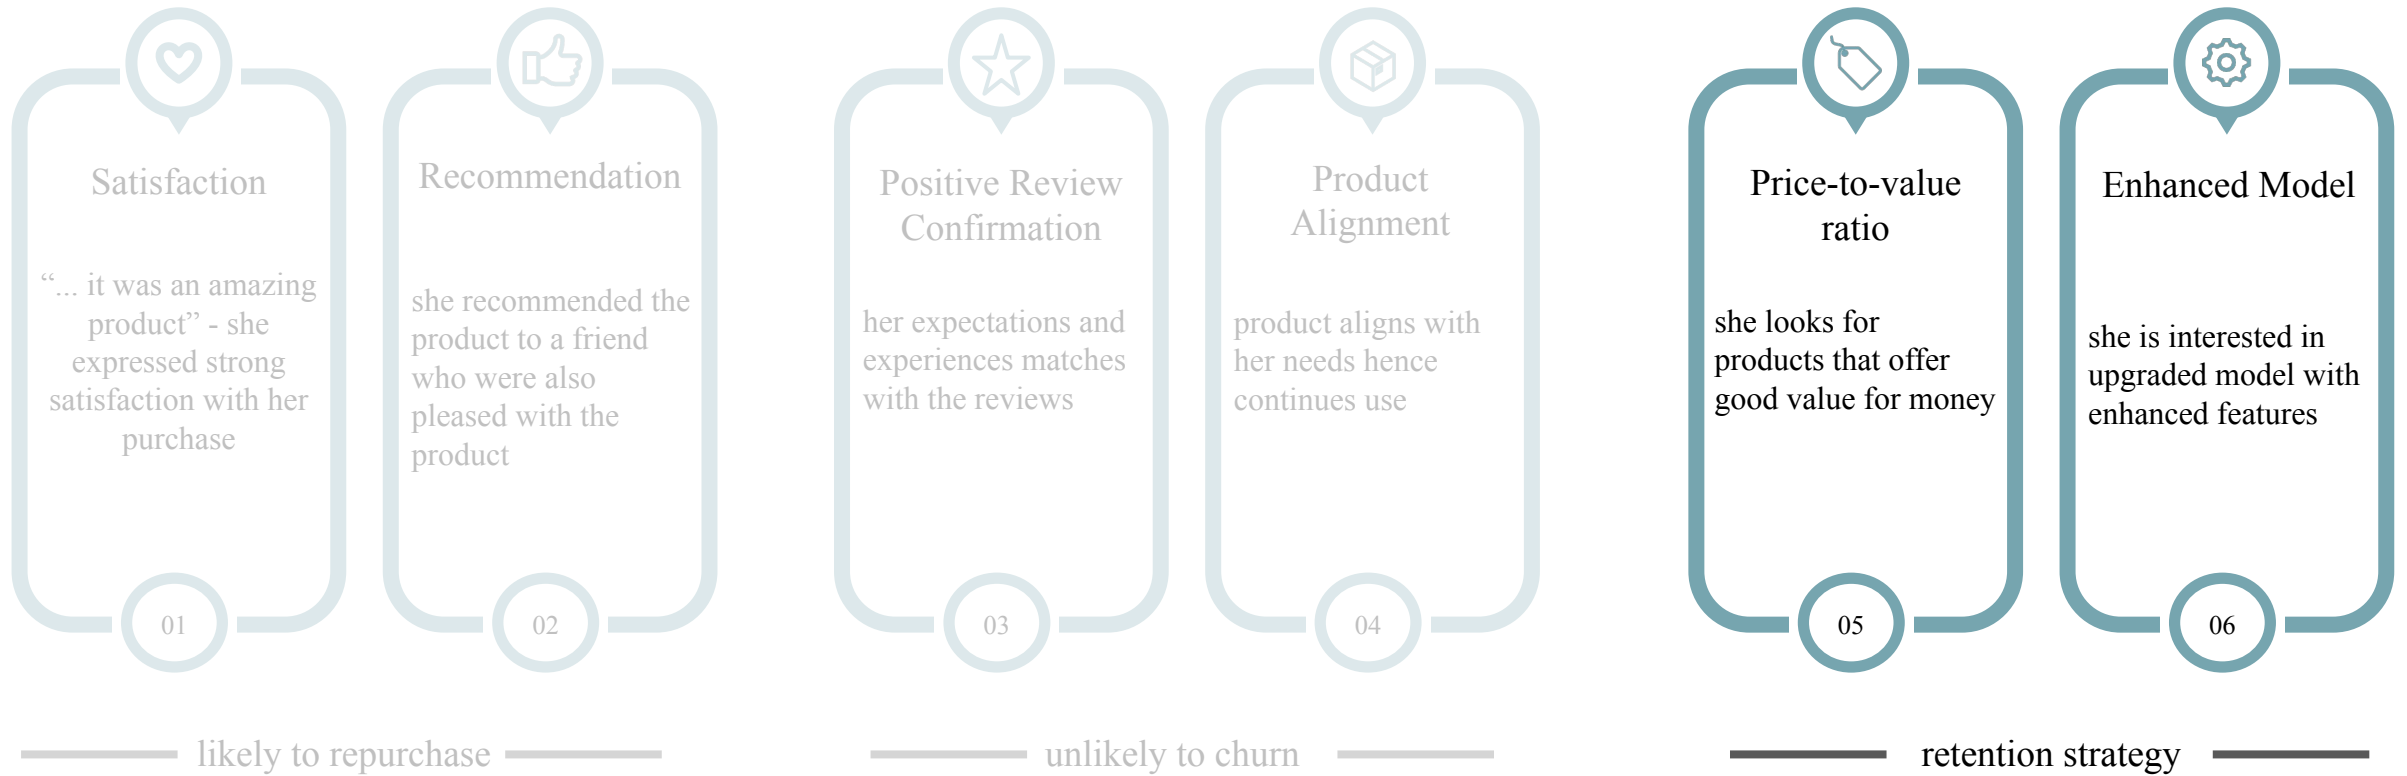 Satisfaction
“... it was an amazing
product” - she
expressed strong
satisfaction with her
purchase
01
Recommendation
she recommended the
product to a friend
who were also
pleased with the
product
02
likely to repurchase
Positive Review
Confirmation
her expectations and
experiences matches
with the reviews
03
Product
Alignment
product aligns with
her needs hence
continues use
04
unlikely to churn
Price-to-value
ratio
she looks for
products that offer
good value for money
05
Enhanced Model
she is interested in
upgraded model with
enhanced features
06
retention strategy